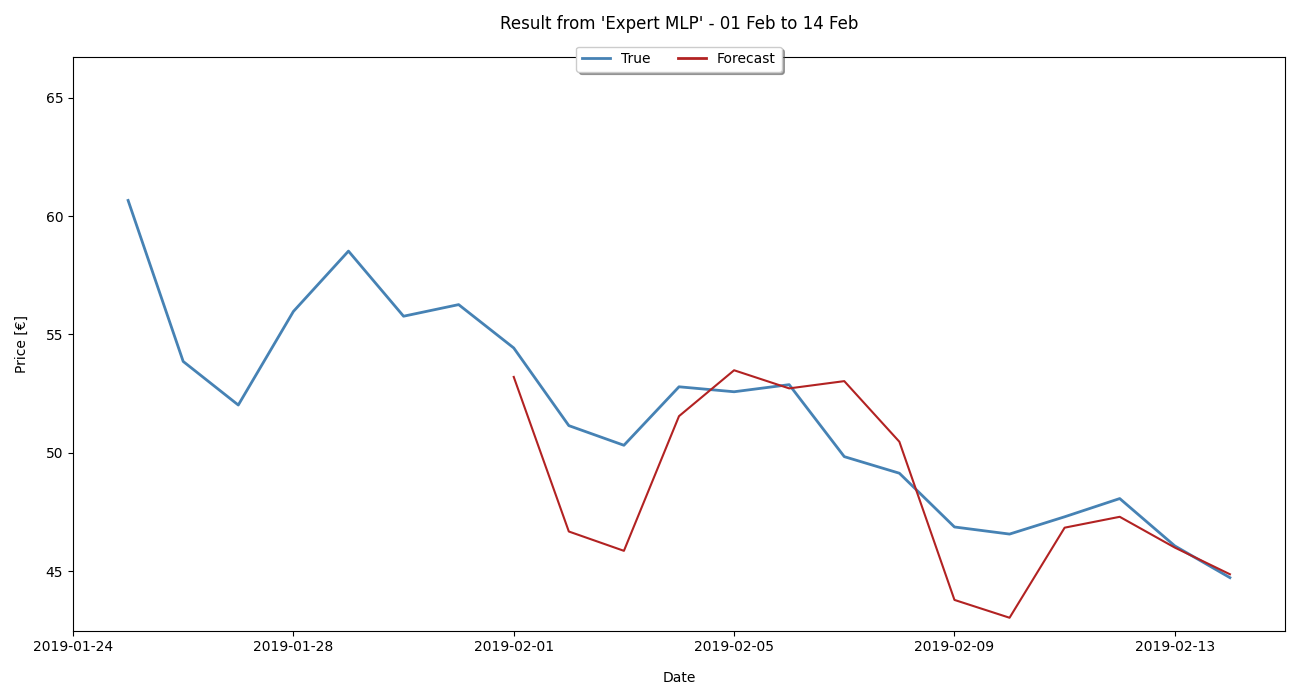 Result from 'Expert MLP' - 01 Feb to 14 Feb
True Forecast
65
60
55
50
45
Price [€]
2019-01-24 2019-01-28 2019-02-01 2019-02-05 2019-02-09 2019-02-13
Date